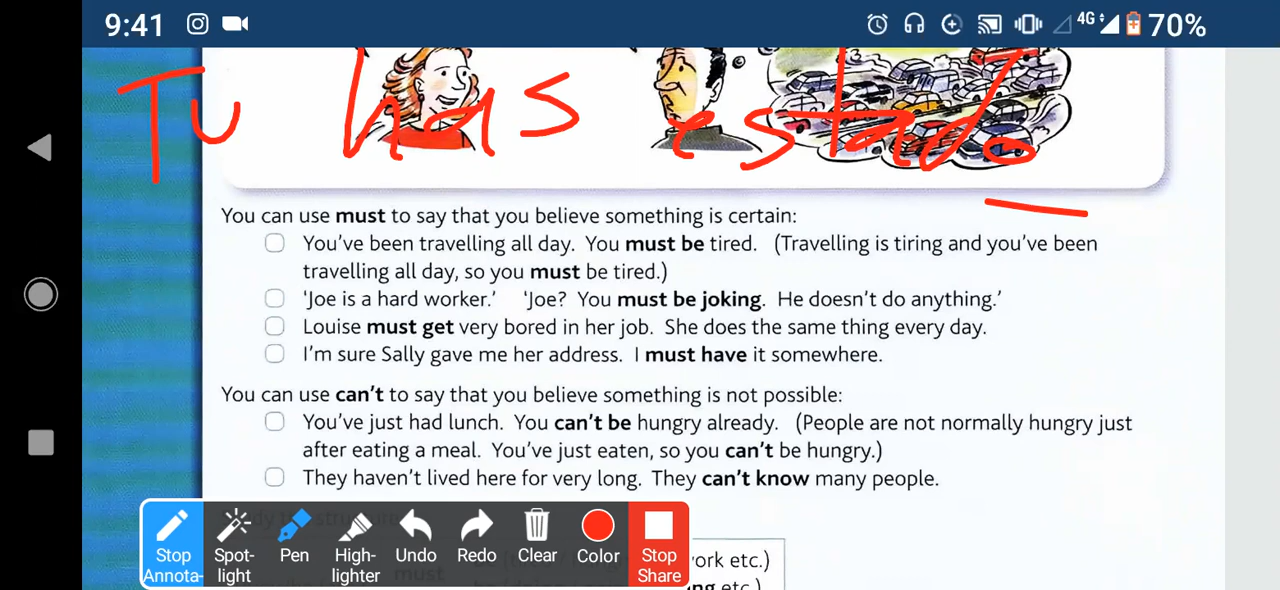 9:41 4G 70%
Tu has estado
You can use must to say that you believe something is certain:
You've been travelling all day. You must be tired. (Travelling is tiring and you've been
travelling all day, so you must be tired.)
'Joe is a hard worker.' 'Joe? You must be joking. He doesn't do anything.'
Louise must get very bored in her job. She does the same thing every day.
I'm sure Sally gave me her address. I must have it somewhere.
You can use can't to say that you believe something is not possible:
You've just had lunch. You can't be hungry already. (People are not normally hungry just
after eating a meal. You've just eaten, so you can't be hungry.)
They haven't lived here for very long. They can't know many people.
Stop Annota- Spot-light Pen High-lighter Undo Redo Clear Color Stop Share
must
ork etc.)
ng etc.)